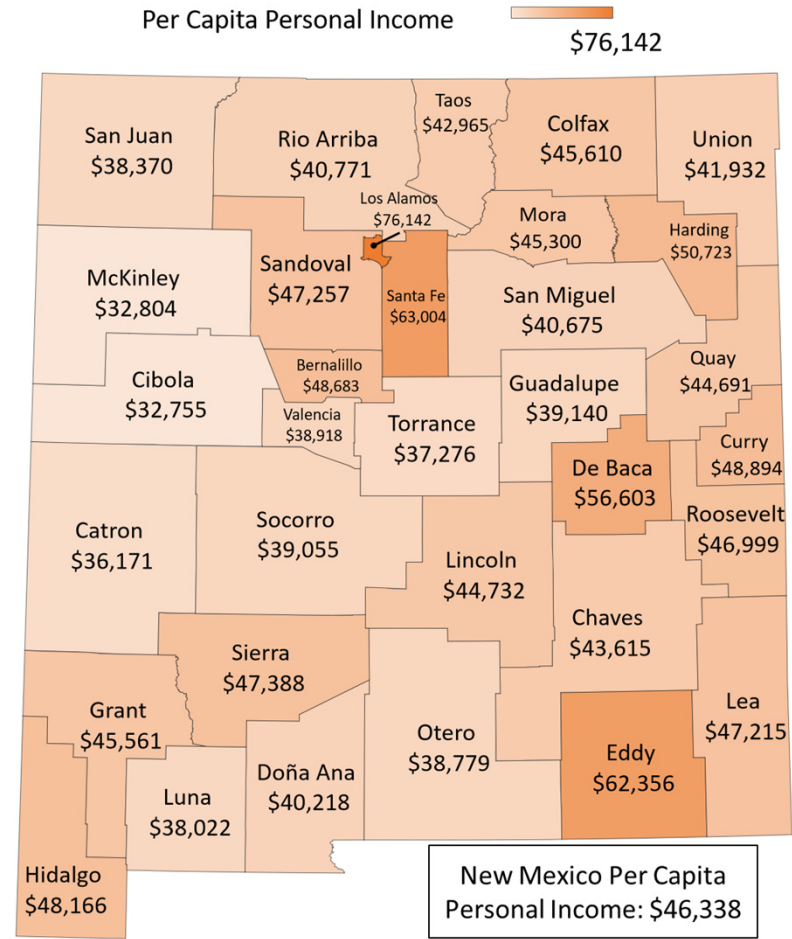 Per Capita Personal Income
$76,142
San Juan
$38,370
Rio Arriba
$40,771
Taos
$42,965
Colfax
$45,610
Union
$41,932
Los Alamos
$76,142
Mora
$45,300
Harding
$50,723
McKinley
$32,804
Sandoval
$47,257
Santa Fe
$63,004
San Miguel
$40,675
Cibola
$32,755
Bernalillo
$48,683
Valencia
$38,918
Torrance
$37,276
Guadalupe
$39,140
Quay
$44,691
Curry
$48,894
De Baca
$56,603
Roosevelt
$46,999
Catron
$36,171
Socorro
$39,055
Lincoln
$44,732
Chaves
$43,615
Sierra
$47,388
Grant
$45,561
Otero
$38,779
Eddy
$62,356
Lea
$47,215
Doña Ana
$40,218
Luna
$38,022
Hidalgo
$48,166
New Mexico Per Capita
Personal Income: $46,338